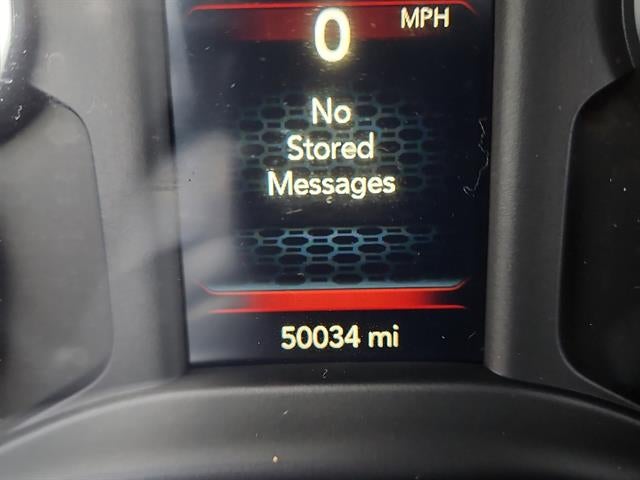 0 MPH
No
Stored
Messages
50034 mi